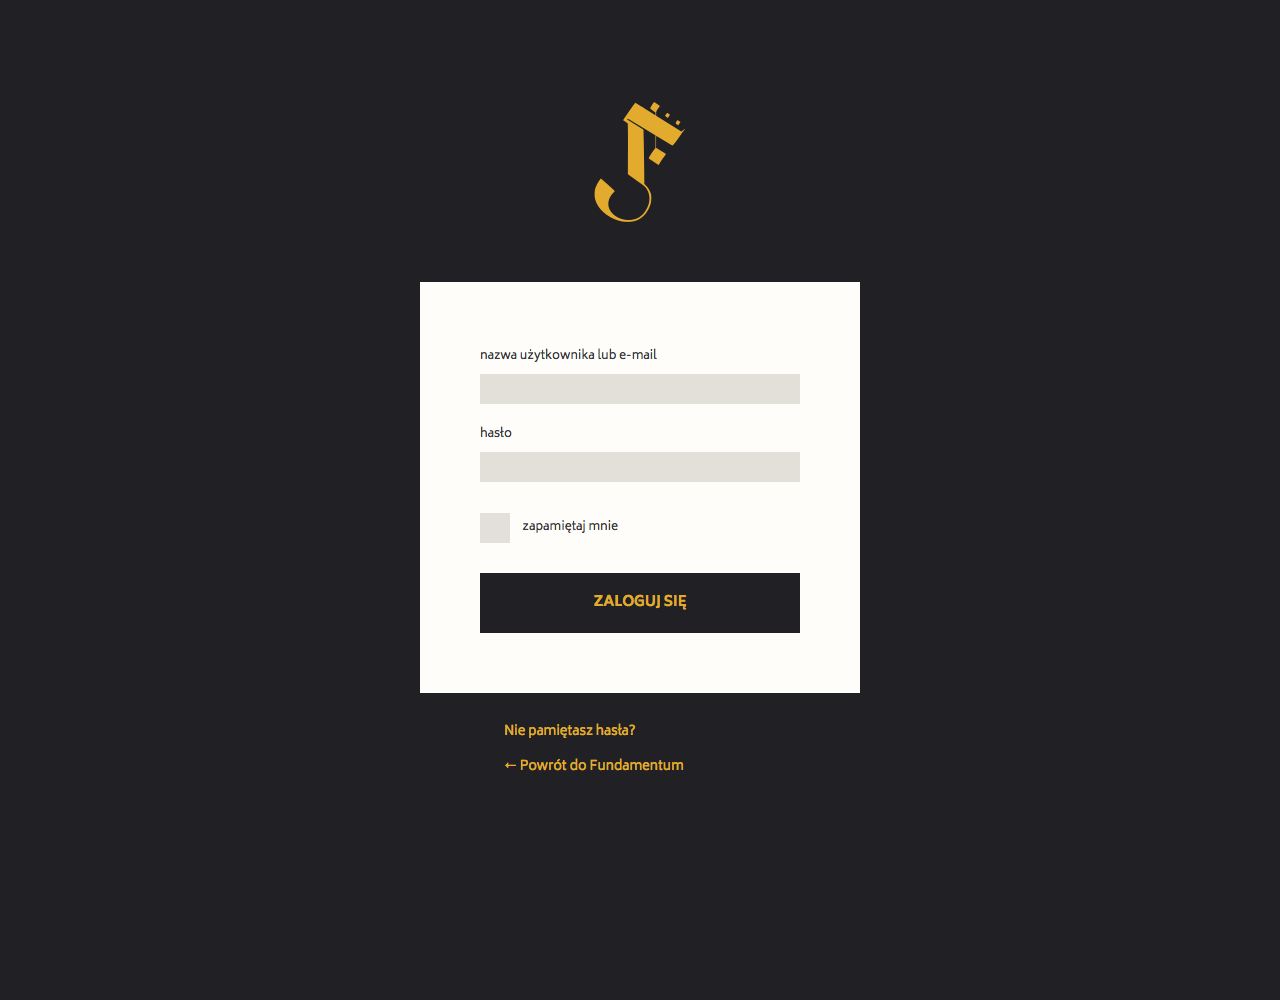 nazwa użytkownika lub e-mail
hasło
zapamiętaj mnie
ZALOGUJ SIĘ
Nie pamiętasz hasła?
← Powrót do Fundamentum